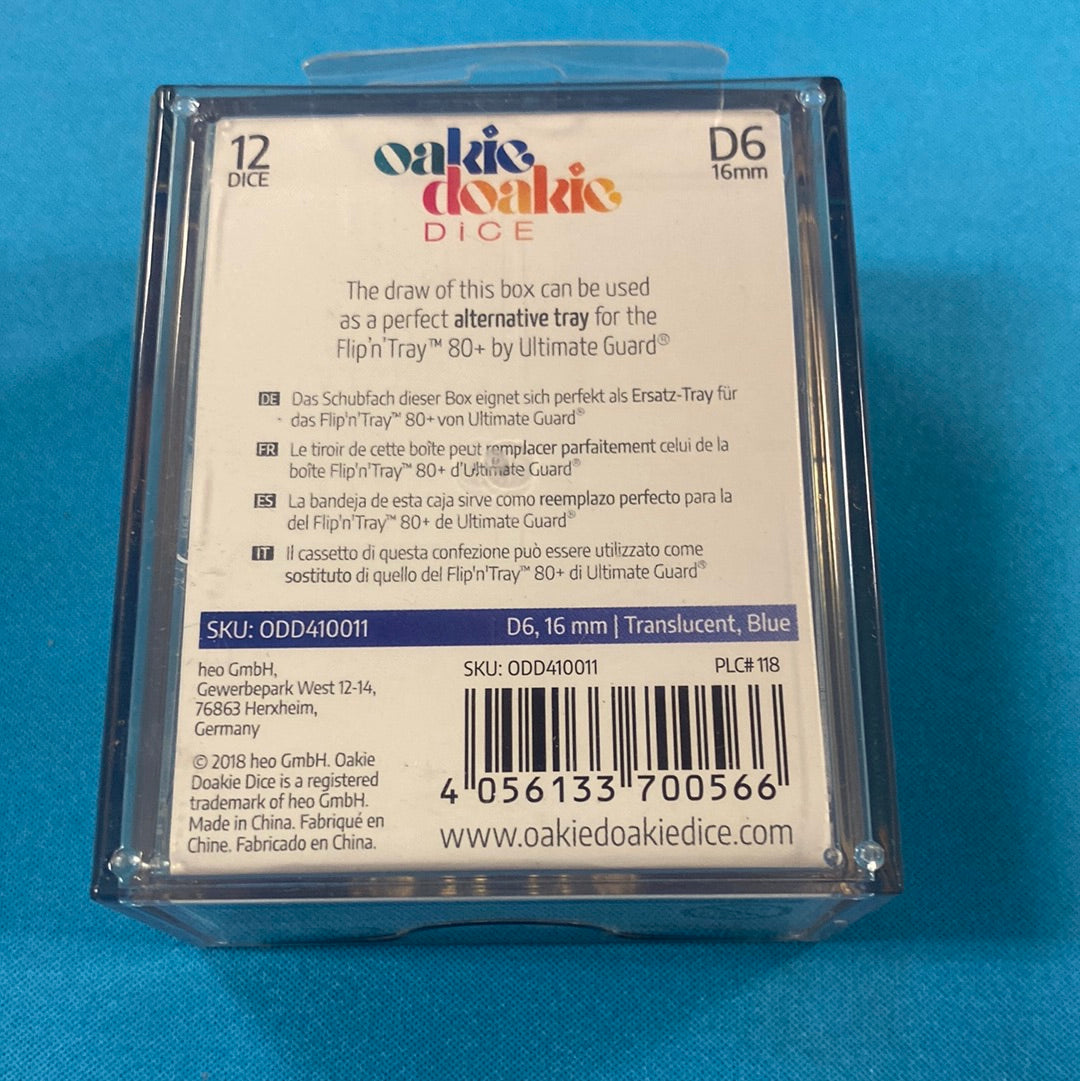 12
DICE
oakie
doakie
DiCE
D6
16mm
The draw of this box can be used
as a perfect alternative tray for the
Flip'n'Tray™ 80+ by Ultimate Guard®
DE Das Schubfach dieser Box eignet sich perfekt als Ersatz-Tray für
das Flip'n'Tray™ 80+ von Ultimate Guard®
FR Le tiroir de cette boîte peut remplacer parfaitement celui de la
boîte Flip'n'Tray™ 80+ d'Ultimate Guard®
ES La bandeja de esta caja sirve como reemplazo perfecto para la
del Flip'n'Tray™ 80+ de Ultimate Guard®
IT Il cassetto di questa confezione può essere utilizzato come
sostituto di quello del Flip'n'Tray™ 80+ di Ultimate Guard®
SKU: ODD410011 D6, 16 mm | Translucent, Blue
heo GmbH,
Gewerbepark West 12-14,
76863 Herxheim,
Germany
© 2018 heo GmbH. Oakie
Doakie Dice is a registered
trademark of heo GmbH.
Made in China. Fabriqué en
Chine. Fabricado en China.
SKU: ODD410011 PLC# 118
4 056133 700566
www.oakiedoakiedice.com